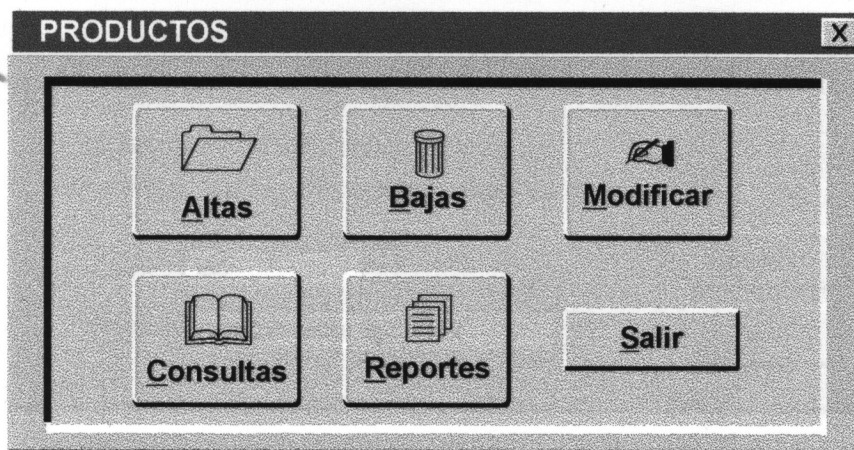 PRODUCTOS X
Altas
Bajas
Modificar
Consultas
Reportes
Salir